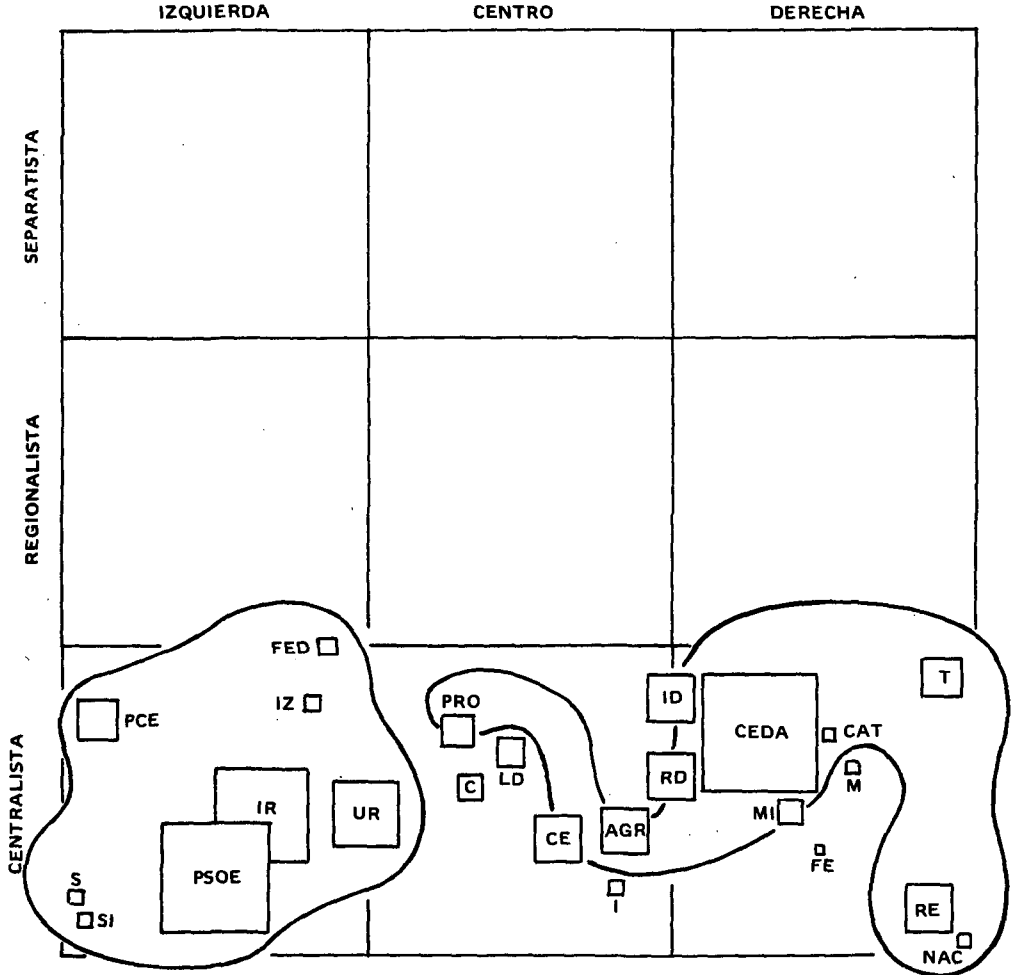 IZQUIERDA CENTRO DERECHA
SEPARATISTA
REGIONALISTA
CENTRALISTA
FED
IZ
PCE
IR
UR
PSOE
S
SI
PRO
LD
C
CE
AGR
I
ID
RD
CEDA
CAT
M
MI
FE
T
RE
NAC